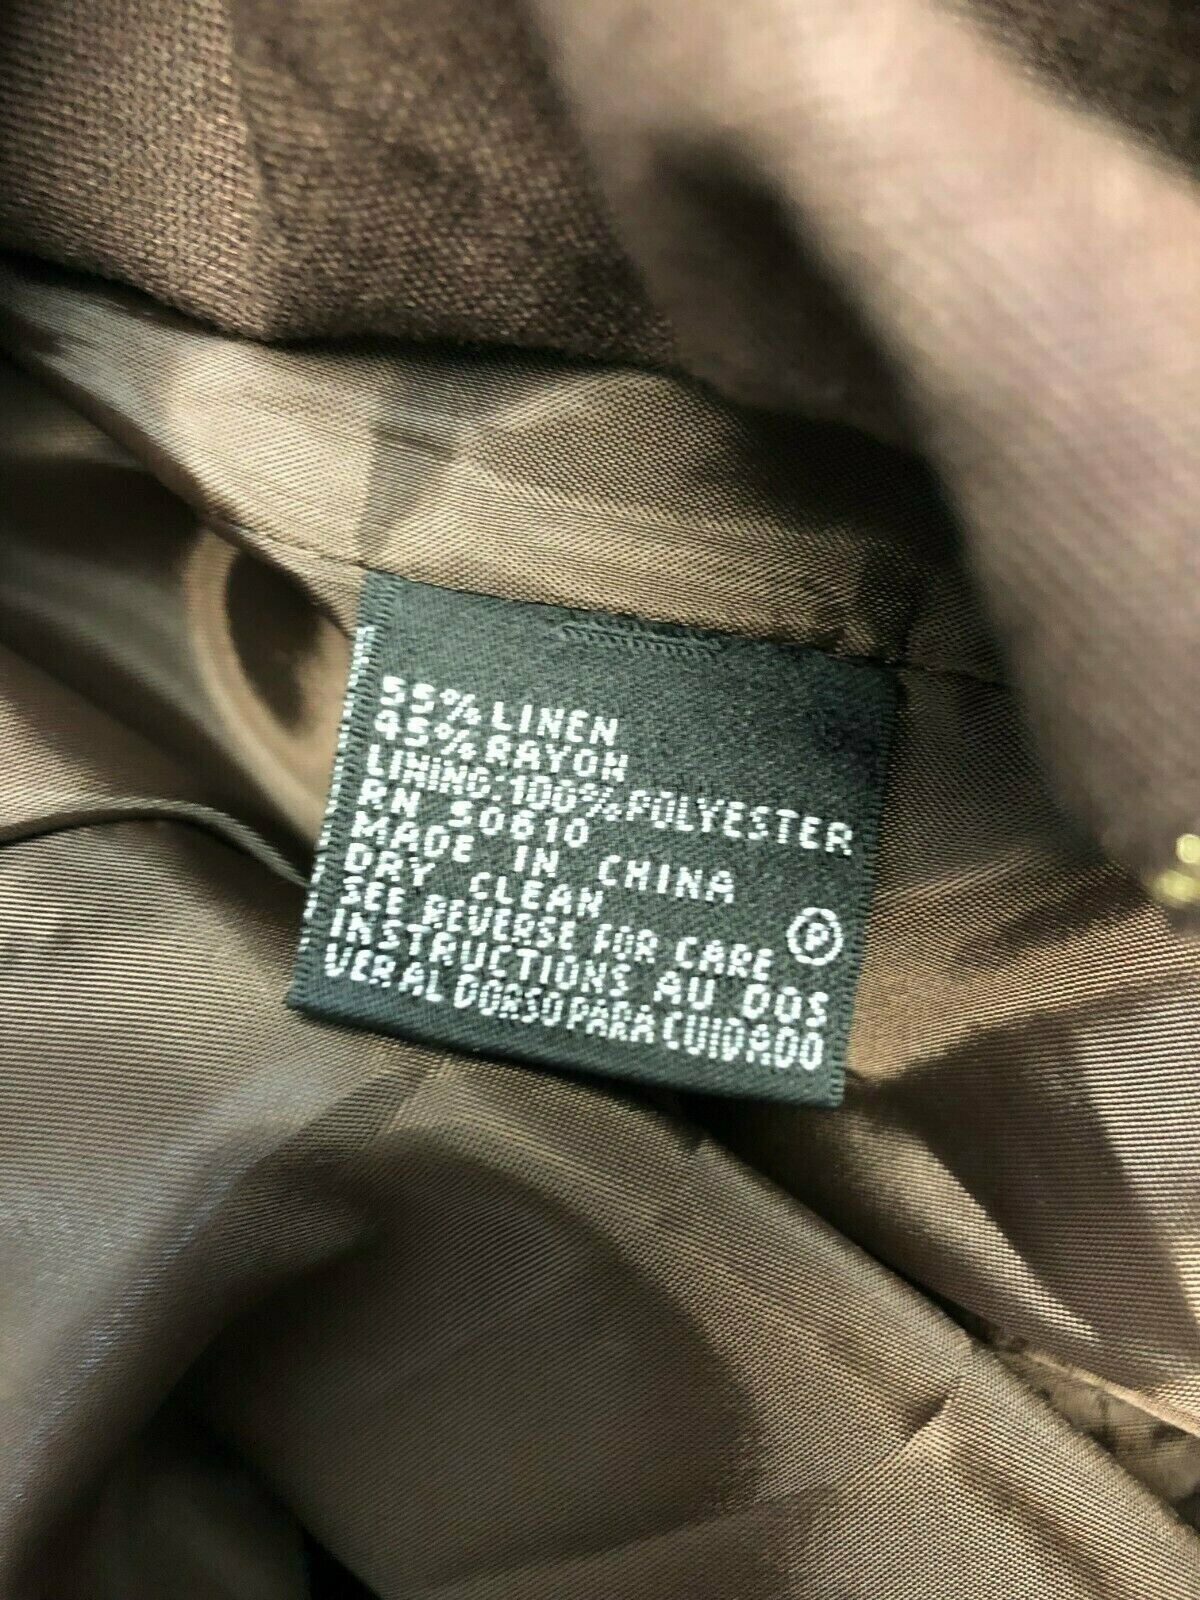 55% LINEN
45% RAYON
LINING: 100% POLYESTER
RN 50610
MADE IN CHINA
DRY CLEAN Ⓟ
SEE REVERSE FOR CARE
INSTRUCTIONS AU DOS
VER AL DORSO PARA CUIDADO